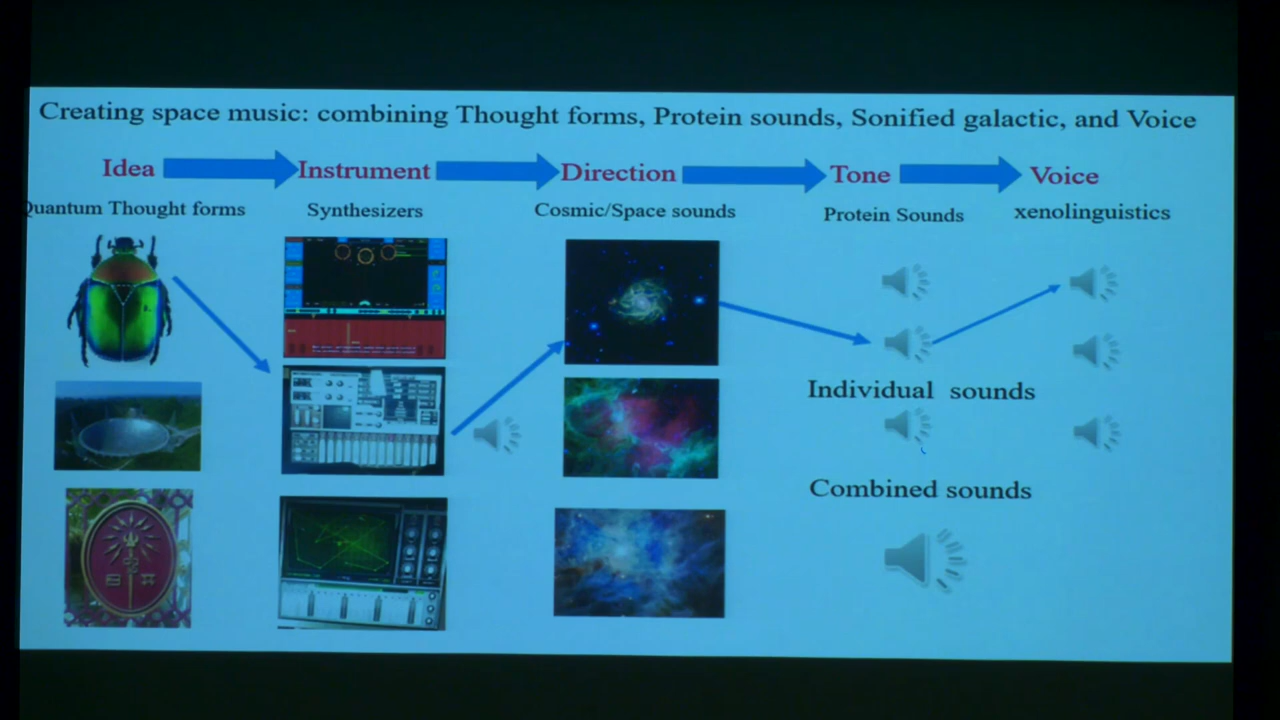 Creating space music: combining Thought forms, Protein sounds, Sonified galactic, and Voice
Idea Instrument Direction Tone Voice
Quantum Thought forms Synthesizers Cosmic/Space sounds Protein Sounds xenolinguistics
Individual sounds
Combined sounds